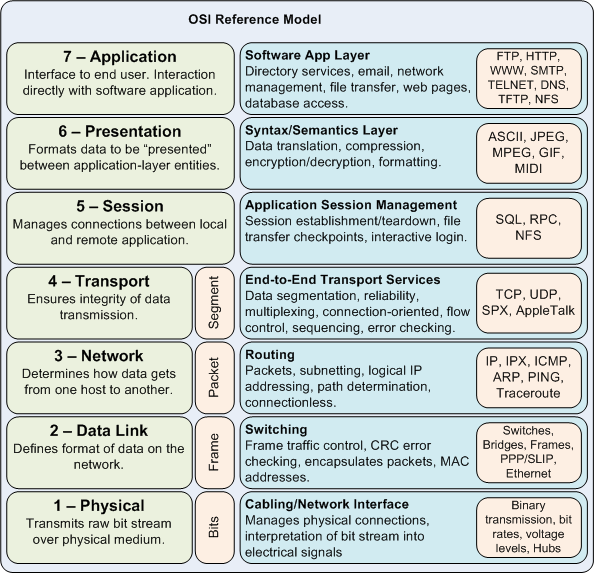 OSI Reference Model
7 – Application
Interface to end user. Interaction
directly with software application.
Software App Layer
Directory services, email, network
management, file transfer, web pages,
database access.
FTP, HTTP,
WWW, SMTP,
TELNET, DNS,
TFTP, NFS
6 – Presentation
Formats data to be “presented”
between application-layer entities.
Syntax/Semantics Layer
Data translation, compression,
encryption/decryption, formatting.
ASCII, JPEG,
MPEG, GIF,
MIDI
5 – Session
Manages connections between local
and remote application.
Application Session Management
Session establishment/teardown, file
transfer checkpoints, interactive login.
SQL, RPC,
NFS
4 – Transport
Ensures integrity of data
transmission.
Segment
End-to-End Transport Services
Data segmentation, reliability,
multiplexing, connection-oriented, flow
control, sequencing, error checking.
TCP, UDP,
SPX, AppleTalk
3 – Network
Determines how data gets
from one host to another.
Packet
Routing
Packets, subnetting, logical IP
addressing, path determination,
connectionless.
IP, IPX, ICMP,
ARP, PING,
Traceroute
2 – Data Link
Defines format of data on the
network.
Frame
Switching
Frame traffic control, CRC error
checking, encapsulates packets, MAC
addresses.
Switches,
Bridges, Frames,
PPP/SLIP,
Ethernet
1 – Physical
Transmits raw bit stream
over physical medium.
Bits
Cabling/Network Interface
Manages physical connections,
interpretation of bit stream into
electrical signals
Binary
transmission, bit
rates, voltage
levels, Hubs